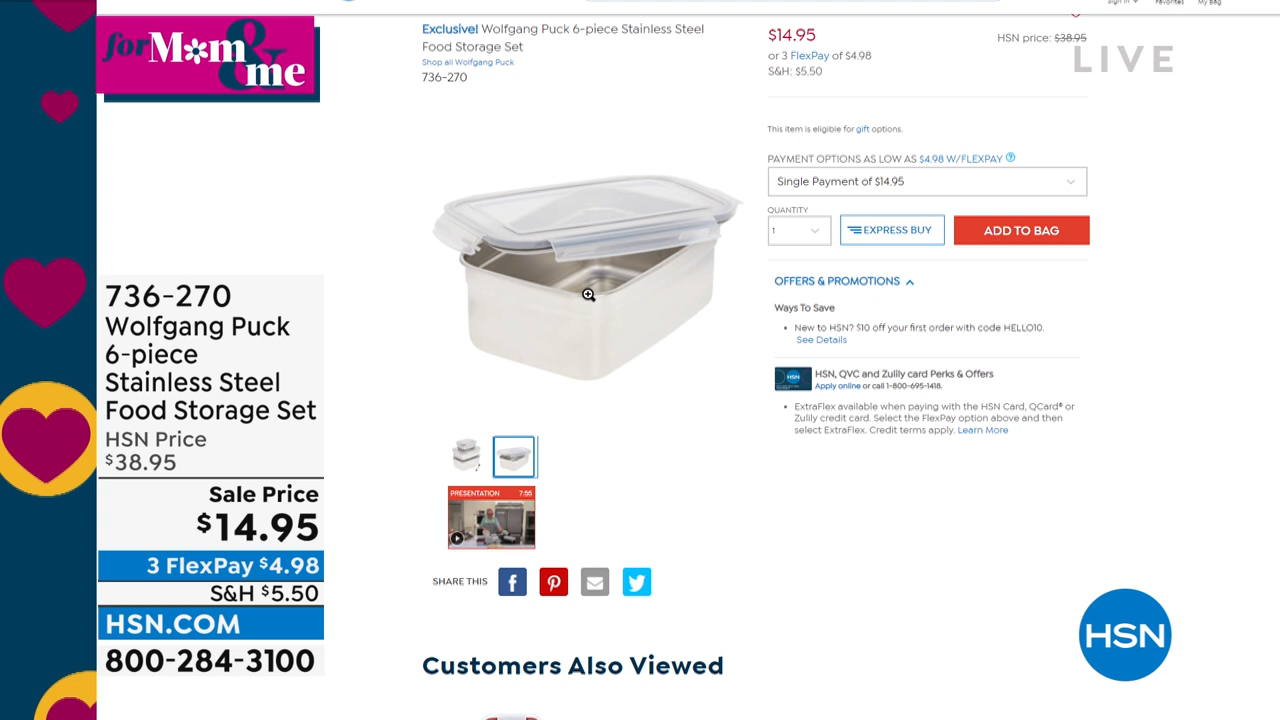 Sign in
Favorites
My Bag
for Mom
& me
Exclusive! Wolfgang Puck 6-piece Stainless Steel
Food Storage Set
Shop all Wolfgang Puck
736-270
$14.95
HSN price: $38.95
or 3 FlexPay of $4.98
S&H: $5.50
LIVE
This item is eligible for gift options.
PAYMENT OPTIONS AS LOW AS $4.98 W/FLEXPAY ?
Single Payment of $14.95
QUANTITY
1
EXPRESS BUY
ADD TO BAG
OFFERS & PROMOTIONS
Ways To Save
• New to HSN? $10 off your first order with code HELLO10.
See Details
HSN
HSN, QVC and Zulily card Perks & Offers
Apply online or call 1-800-695-1418.
• ExtraFlex available when paying with the HSN Card, QCard® or
Zulily credit card. Select the FlexPay option above and then
select ExtraFlex. Credit terms apply. Learn More
736-270
Wolfgang Puck
6-piece
Stainless Steel
Food Storage Set
HSN Price
$38.95
Sale Price
$14.95
3 FlexPay $4.98
S&H $5.50
HSN.COM
800-284-3100
PRESENTATION 7:56
SHARE THIS
HSN
Customers Also Viewed